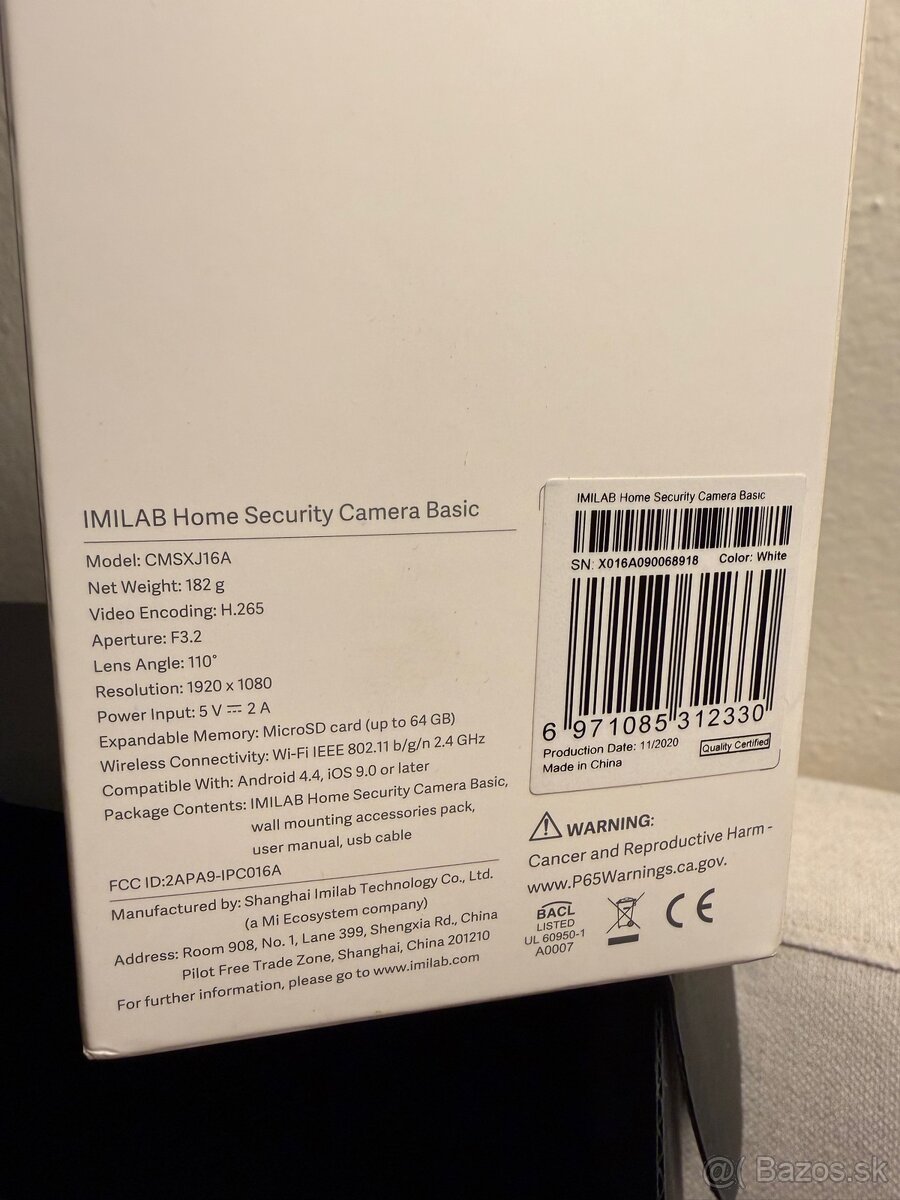 IMILAB Home Security Camera Basic
Model: CMSXJ16A
Net Weight: 182 g
Video Encoding: H.265
Aperture: F3.2
Lens Angle: 110°
Resolution: 1920 x 1080
Power Input: 5 V ⎓ 2 A
Expandable Memory: MicroSD card (up to 64 GB)
Wireless Connectivity: Wi-Fi IEEE 802.11 b/g/n 2.4 GHz
Compatible With: Android 4.4, iOS 9.0 or later
Package Contents: IMILAB Home Security Camera Basic,
wall mounting accessories pack,
user manual, usb cable
FCC ID:2APA9-IPC016A
Manufactured by: Shanghai Imilab Technology Co., Ltd.
(a Mi Ecosystem company)
Address: Room 908, No. 1, Lane 399, Shengxia Rd., China
Pilot Free Trade Zone, Shanghai, China 201210
For further information, please go to www.imilab.com
IMILAB Home Security Camera Basic
SN: X016A090068918 Color: White
6 971085 312330
Production Date: 11/2020 Quality Certified
Made in China
WARNING:
Cancer and Reproductive Harm -
www.P65Warnings.ca.gov.
BACL
LISTED
UL 60950-1
A0007
CE
@( Bazos.sk